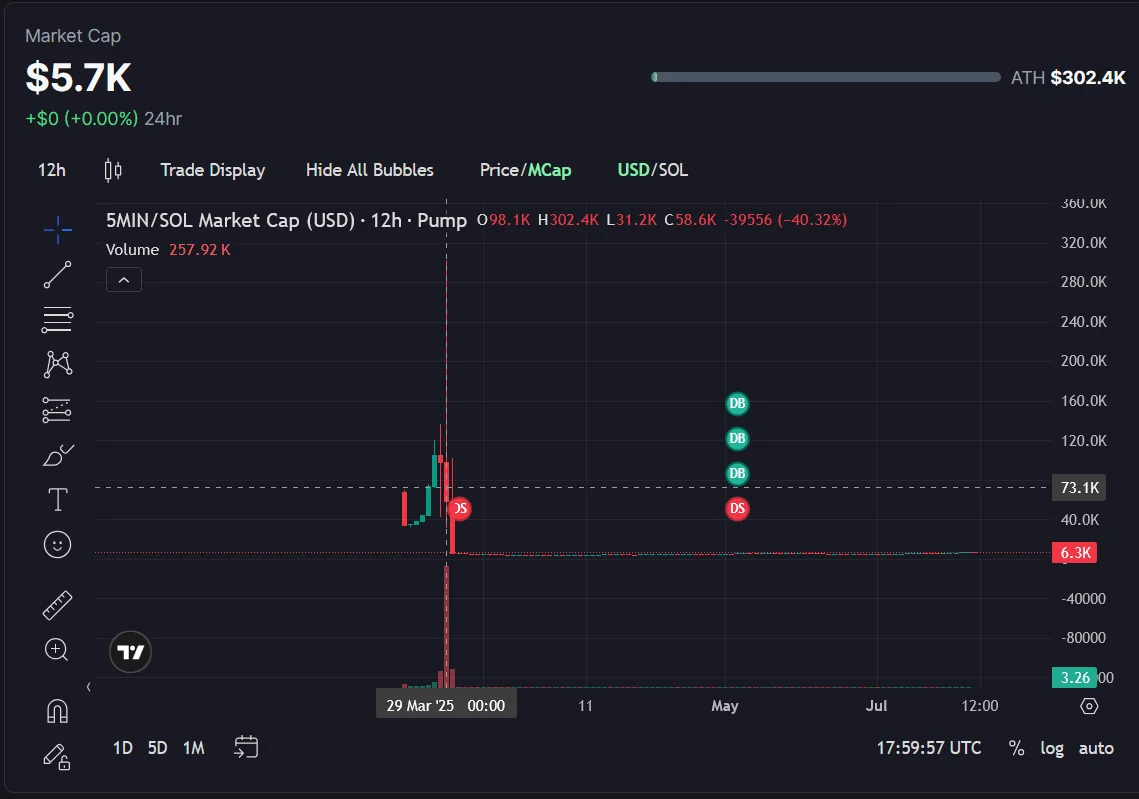 Market Cap
$5.7K
ATH $302.4K
+$0 (+0.00%) 24hr
12h Trade Display Hide All Bubbles Price/MCap USD/SOL
5MIN/SOL Market Cap (USD) · 12h · Pump O98.1K H302.4K L31.2K C58.6K -39556 (−40.32%)
Volume 257.92 K
360.0K
320.0K
280.0K
240.0K
200.0K
160.0K
120.0K
73.1K
40.0K
6.3K
-40000
-80000
3.26 00
DB
DB
DB
DS
DS
T
29 Mar '25 00:00 11 May Jul 12:00
1D 5D 1M 17:59:57 UTC % log auto